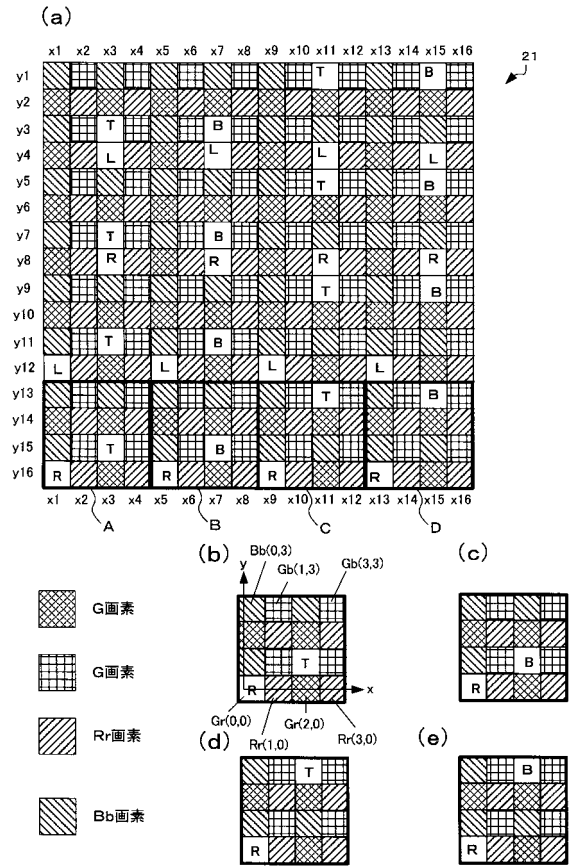 (a)
x1 x2 x3 x4 x5 x6 x7 x8 x9 x10 x11 x12 x13 x14 x15 x16
21
y1 T B
y2
y3 T B
y4 L L L L
y5 T B
y6
y7 T B
y8 R R R R
y9 T B
y10
y11 T B
y12 L L L L
y13 T B
y14
y15 T B
y16 R R R R
x1 x2 x3 x4 x5 x6 x7 x8 x9 x10 x11 x12 x13 x14 x15 x16
A B C D
(b)
Bb(0,3)
Gb(1,3)
Gb(3,3)
y
T
R
x
Gr(0,0)
Rr(1,0)
Gr(2,0)
Rr(3,0)
(c)
B
R
G画素
G画素
Rr画素
Bb画素
(d)
T
R
(e)
B
R